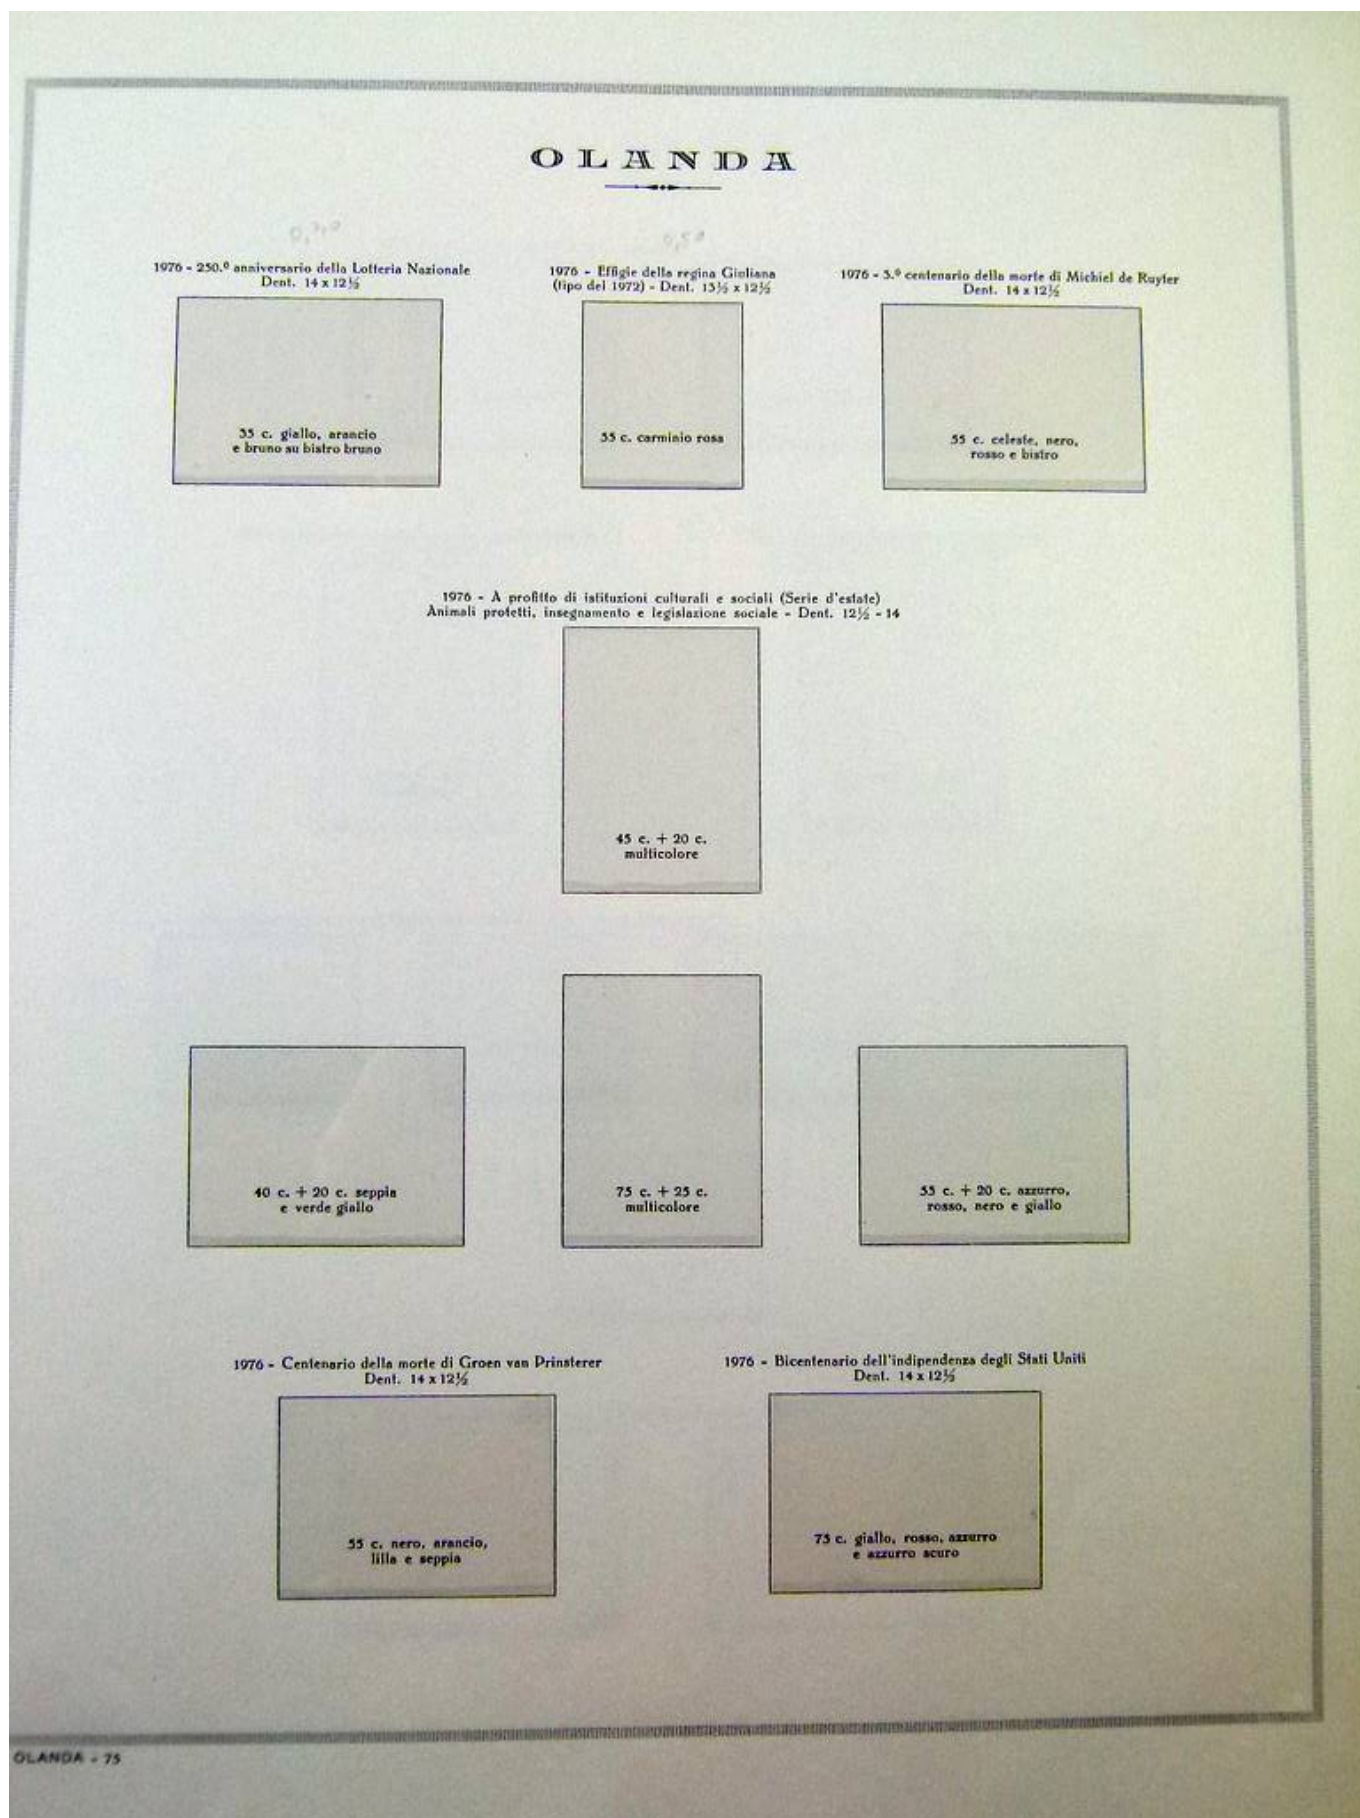 OLANDA
0,50
1976 - 250.º anniversario della Lotteria Nazionale
Dent. 14 x 12½
1976 - Effigie della regina Giuliana
(tipo del 1972) - Dent. 13½ x 12½
1976 - 3.º centenario della morte di Michiel de Ruyter
Dent. 14 x 12½
35 c. giallo, arancio
e bruno su bistro bruno
55 c. carminio rosa
55 c. celeste, nero,
rosso e bistro
1976 - A profitto di istituzioni culturali e sociali (Serie d'estate)
Animali protetti, insegnamento e legislazione sociale - Dent. 12½ - 14
45 c. + 20 c.
multicolore
40 c. + 20 c. seppia
e verde giallo
75 c. + 25 c.
multicolore
55 c. + 20 c. azzurro,
rosso, nero e giallo
1976 - Centenario della morte di Groen van Prinsterer
Dent. 14 x 12½
1976 - Bicentenario dell'indipendenza degli Stati Uniti
Dent. 14 x 12½
55 c. nero, arancio,
lilla e seppia
75 c. giallo, rosso, azzurro
e azzurro scuro
OLANDA - 75